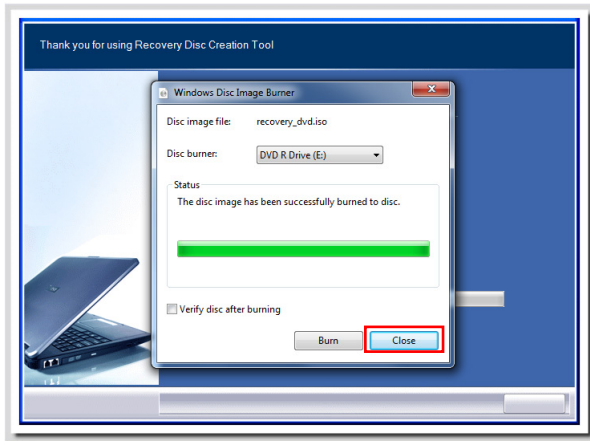 Thank you for using Recovery Disc Creation Tool
Windows Disc Image Burner
Disc image file: recovery_dvd.iso
Disc burner: DVD R Drive (E:)
Status
The disc image has been successfully burned to disc.
Verify disc after burning
Burn Close